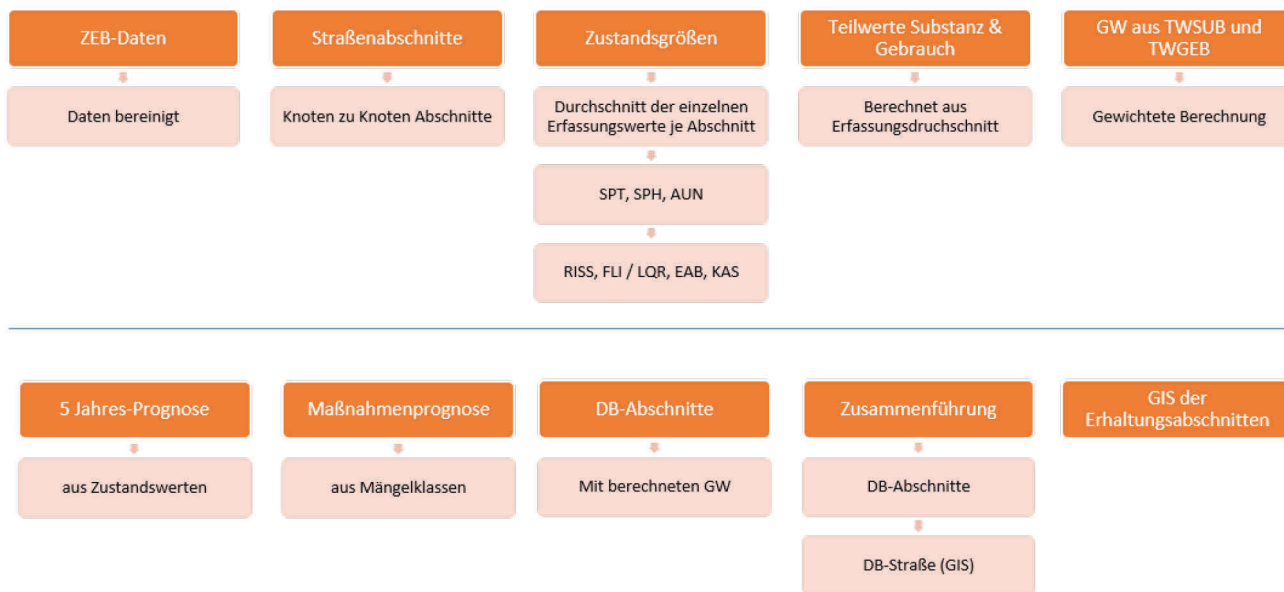 ZEB-Daten
Daten bereinigt
Straßenabschnitte
Knoten zu Knoten Abschnitte
Zustandsgrößen
Durchschnitt der einzelnen
Erfassungswerte je Abschnitt
SPT, SPH, AUN
RISS, FLI / LQR, EAB, KAS
Teilwerte Substanz &
Gebrauch
Berechnet aus
Erfassungsdruchschnitt
GW aus TWSUB und
TWGEB
Gewichtete Berechnung
5 Jahres-Prognose
aus Zustandswerten
Maßnahmenprognose
aus Mängelklassen
DB-Abschnitte
Mit berechneten GW
Zusammenführung
DB-Abschnitte
DB-Straße (GIS)
GIS der
Erhaltungsabschnitten